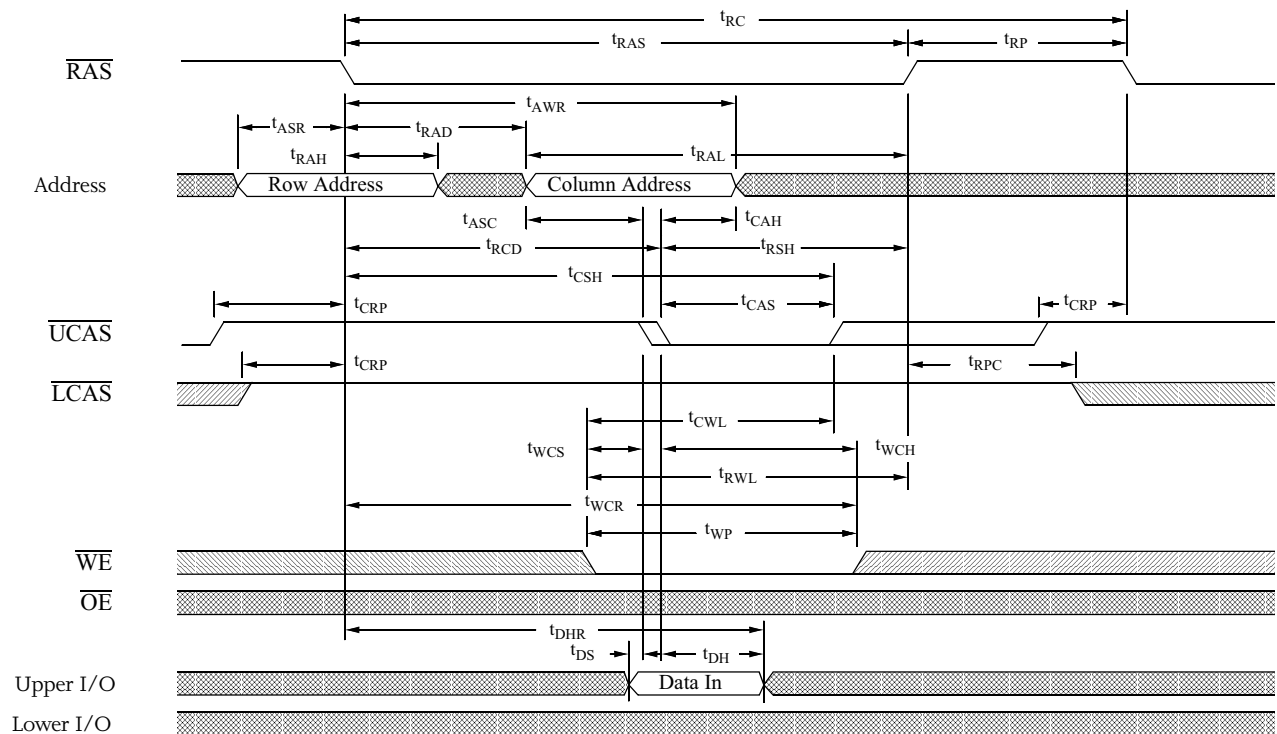 tRC
tRAS tRP
RAS
tAWR
tASR tRAD
tRAH tRAL
Address Row Address Column Address
tASC tCAH
tRCD tRSH
tCSH
tCRP tCAS tCRP
UCAS
tCRP tRPC
LCAS
tCWL
tWCS tWCH
tRWL
tWCR
tWP
WE
OE
tDHR
tDS tDH
Upper I/O Data In
Lower I/O